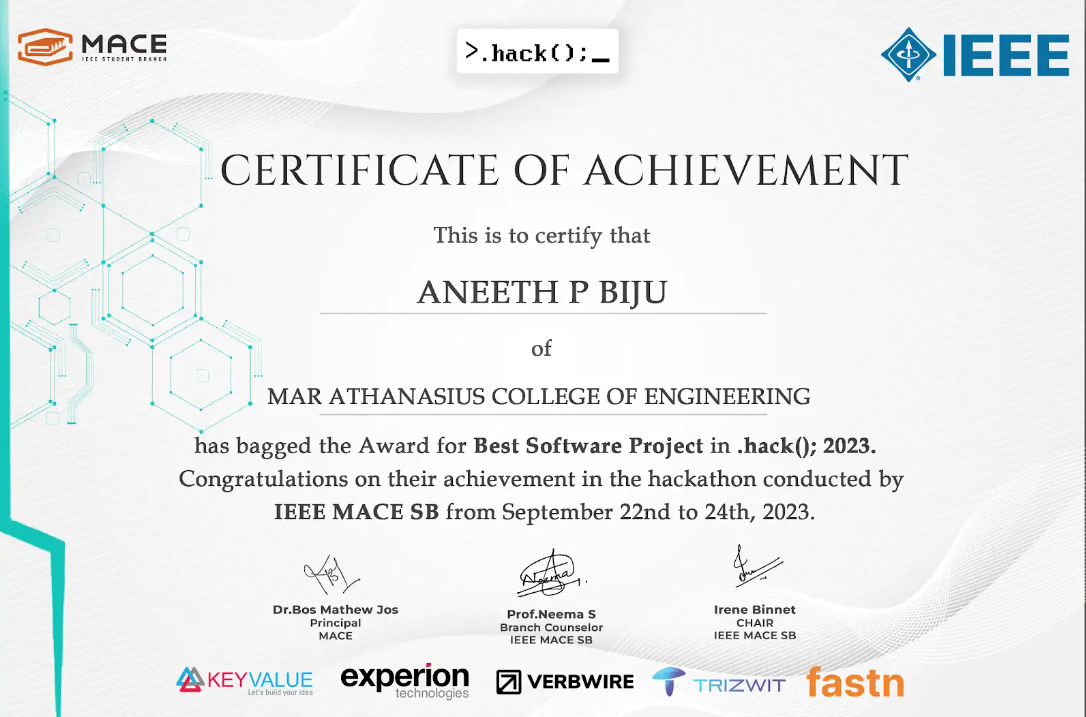 MACE
IEEE STUDENT BRANCH
>.hack();_
IEEE
CERTIFICATE OF ACHIEVEMENT
This is to certify that
ANEETH P BIJU
of
MAR ATHANASIUS COLLEGE OF ENGINEERING
has bagged the Award for Best Software Project in .hack(); 2023.
Congratulations on their achievement in the hackathon conducted by
IEEE MACE SB from September 22nd to 24th, 2023.
Neema
Dr.Bos Mathew Jos
Principal
MACE
Prof.Neema S
Branch Counselor
IEEE MACE SB
Irene Binnet
CHAIR
IEEE MACE SB
KEYVALUE
Let's build your idea
experion
technologies
VERBWIRE
TRIZWIT
fastn